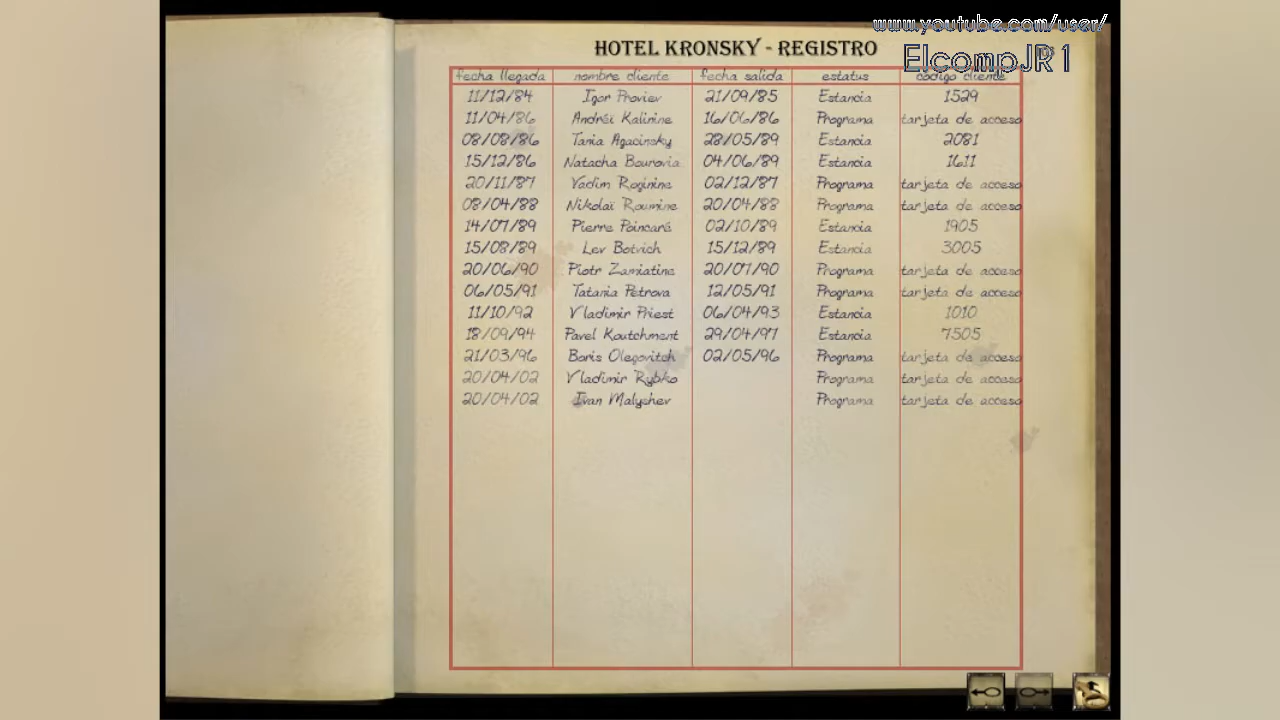 www.youtube.com/user/
ElcompJR1
HOTEL KRONSKY - REGISTRO
fecha llegada nombre cliente fecha salida estatus codigo cliente
11/12/84 Igor Proviev 21/09/85 Estancia 1529
11/04/86 Andréi Kalinine 16/06/86 Programa tarjeta de acceso
08/08/86 Tania Agacinsky 28/05/89 Estancia 2081
15/12/86 Natacha Bourovia 04/06/89 Estancia 1611
20/11/87 Vadim Roginine 02/12/87 Programa tarjeta de acceso
08/04/88 Nikolaï Roumine 20/04/88 Programa tarjeta de acceso
14/07/89 Pierre Poincaré 02/10/89 Estancia 1905
15/08/89 Lev Botvich 15/12/89 Estancia 3005
20/06/90 Piotr Zamiatine 20/07/90 Programa tarjeta de acceso
06/05/91 Tatania Petrova 12/05/91 Programa tarjeta de acceso
11/10/92 Vladimir Priest 06/04/93 Estancia 1010
18/09/94 Pavel Koutchment 29/04/97 Estancia 7505
21/03/96 Boris Olegovitch 02/05/96 Programa tarjeta de acceso
20/04/02 Vladimir Rybko Programa tarjeta de acceso
20/04/02 Ivan Malychev Programa tarjeta de acceso